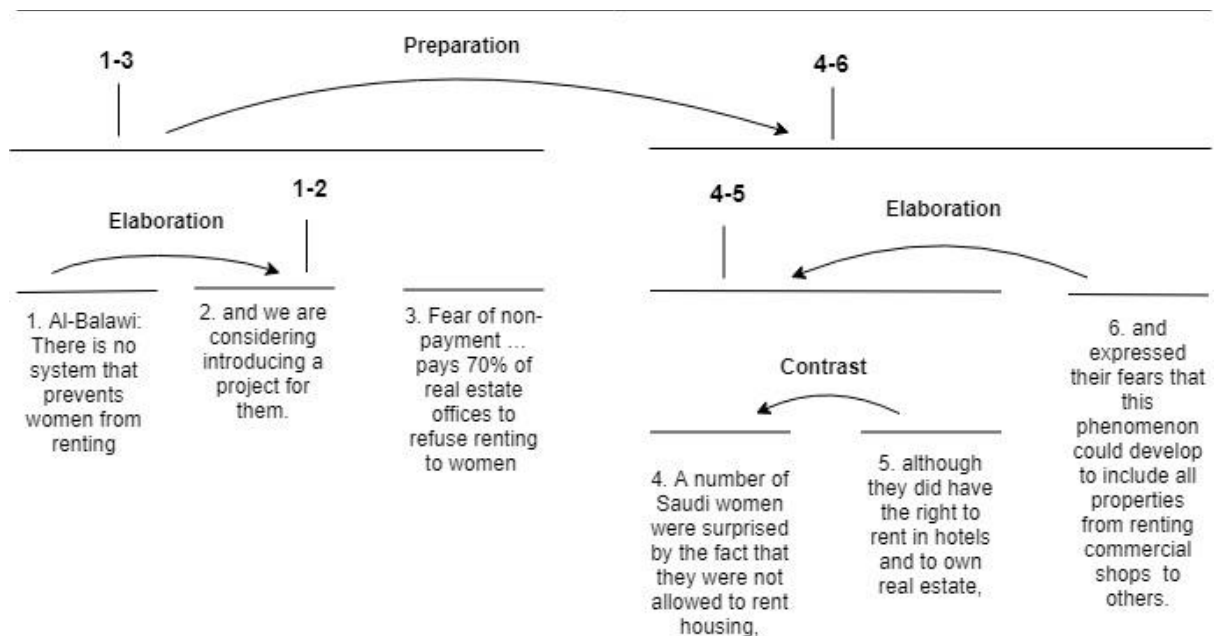 Preparation
1-3
4-6
1-2
4-5
Elaboration
Elaboration
1. Al-Balawi:
There is no
system that
prevents
women from
renting
2. and we are
considering
introducing a
project for
them.
3. Fear of non-
payment ...
pays 70% of
real estate
offices to
refuse renting
to women
Contrast
4. A number of
Saudi women
were surprised
by the fact that
they were not
allowed to rent
housing,
5. although
they did have
the right to
rent in hotels
and to own
real estate,
6. and
expressed
their fears that
this
phenomenon
could develop
to include all
properties
from renting
commercial
shops to
others.